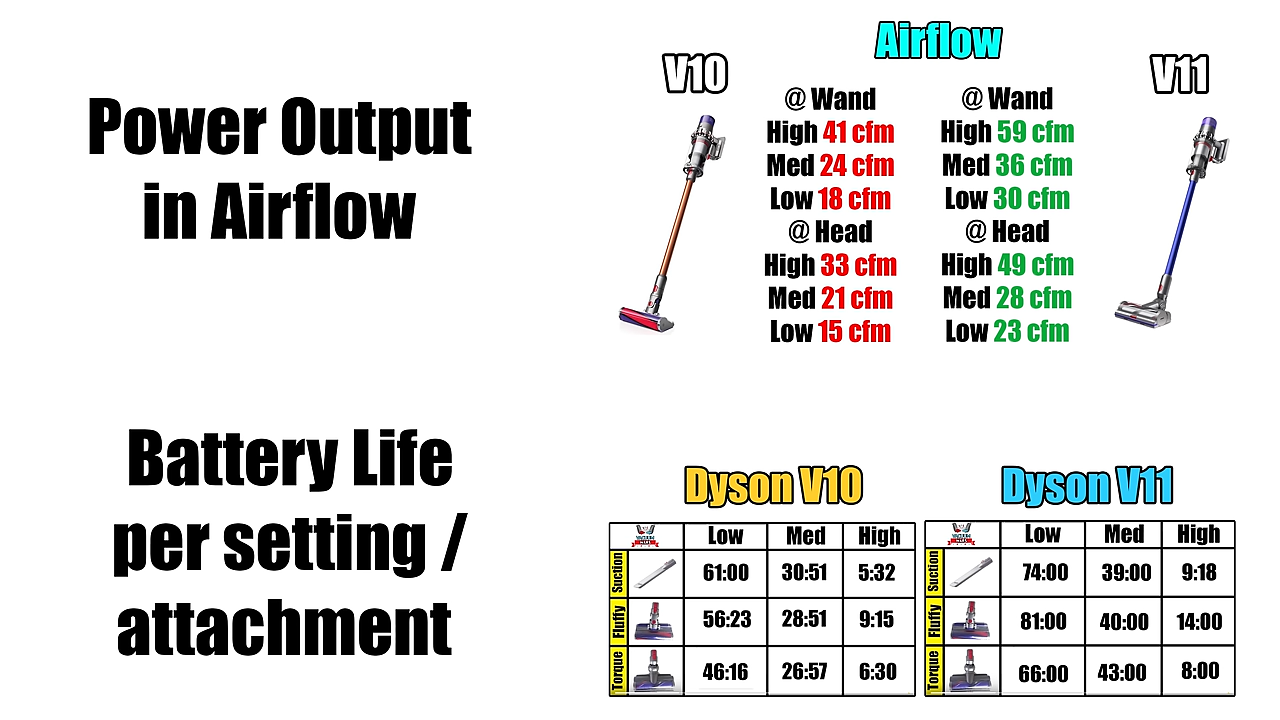 Power Output
in Airflow
Airflow
V10
V11
@ Wand
High 41 cfm
Med 24 cfm
Low 18 cfm
@ Head
High 33 cfm
Med 21 cfm
Low 15 cfm
@ Wand
High 59 cfm
Med 36 cfm
Low 30 cfm
@ Head
High 49 cfm
Med 28 cfm
Low 23 cfm
Battery Life
per setting /
attachment
Dyson V10
Low Med High
Suction 61:00 30:51 5:32
Fluffy 56:23 28:51 9:15
Torque 46:16 26:57 6:30
Dyson V11
Low Med High
Suction 74:00 39:00 9:18
Fluffy 81:00 40:00 14:00
Torque 66:00 43:00 8:00